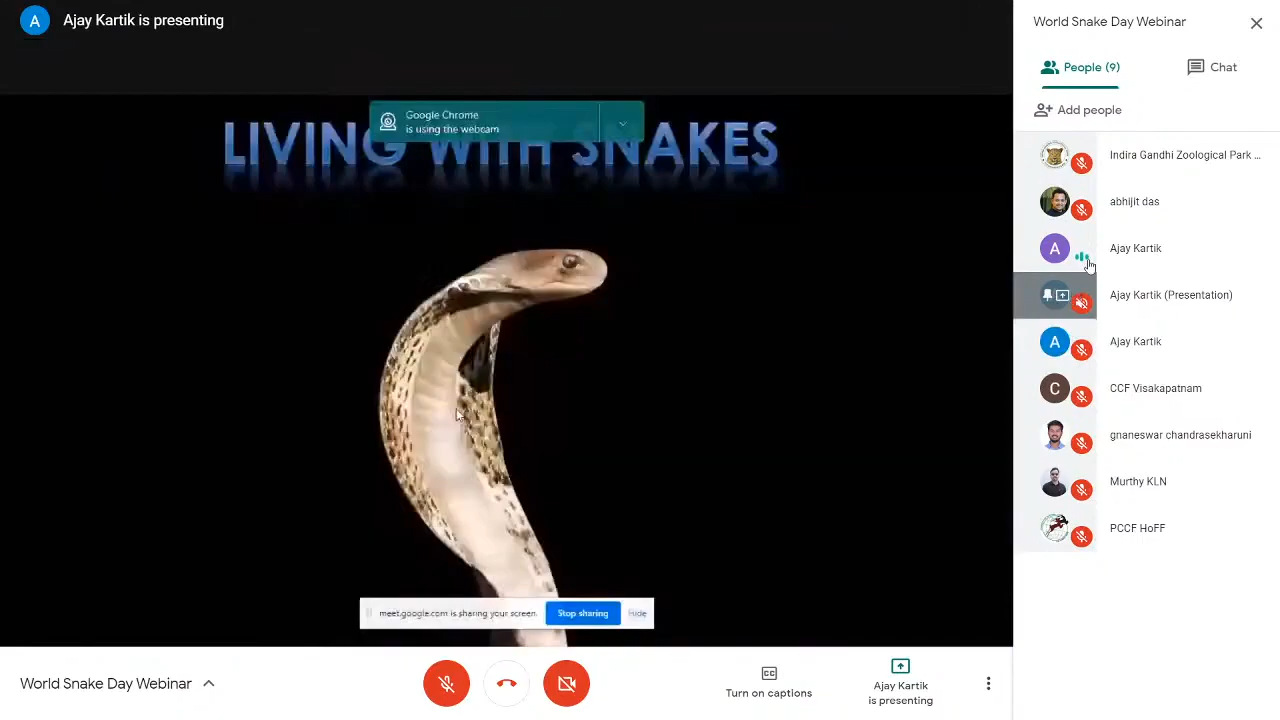 A Ajay Kartik is presenting
Google Chrome
is using the webcam
LIVING WITH SNAKES
meet.google.com is sharing your screen. Stop sharing Hide
World Snake Day Webinar
Turn on captions
Ajay Kartik
is presenting
World Snake Day Webinar
People (9) Chat
Add people
Indira Gandhi Zoological Park ...
abhijit das
A Ajay Kartik
Ajay Kartik (Presentation)
A Ajay Kartik
C CCF Visakapatnam
gnaneswar chandrasekharuni
Murthy KLN
PCCF HoFF